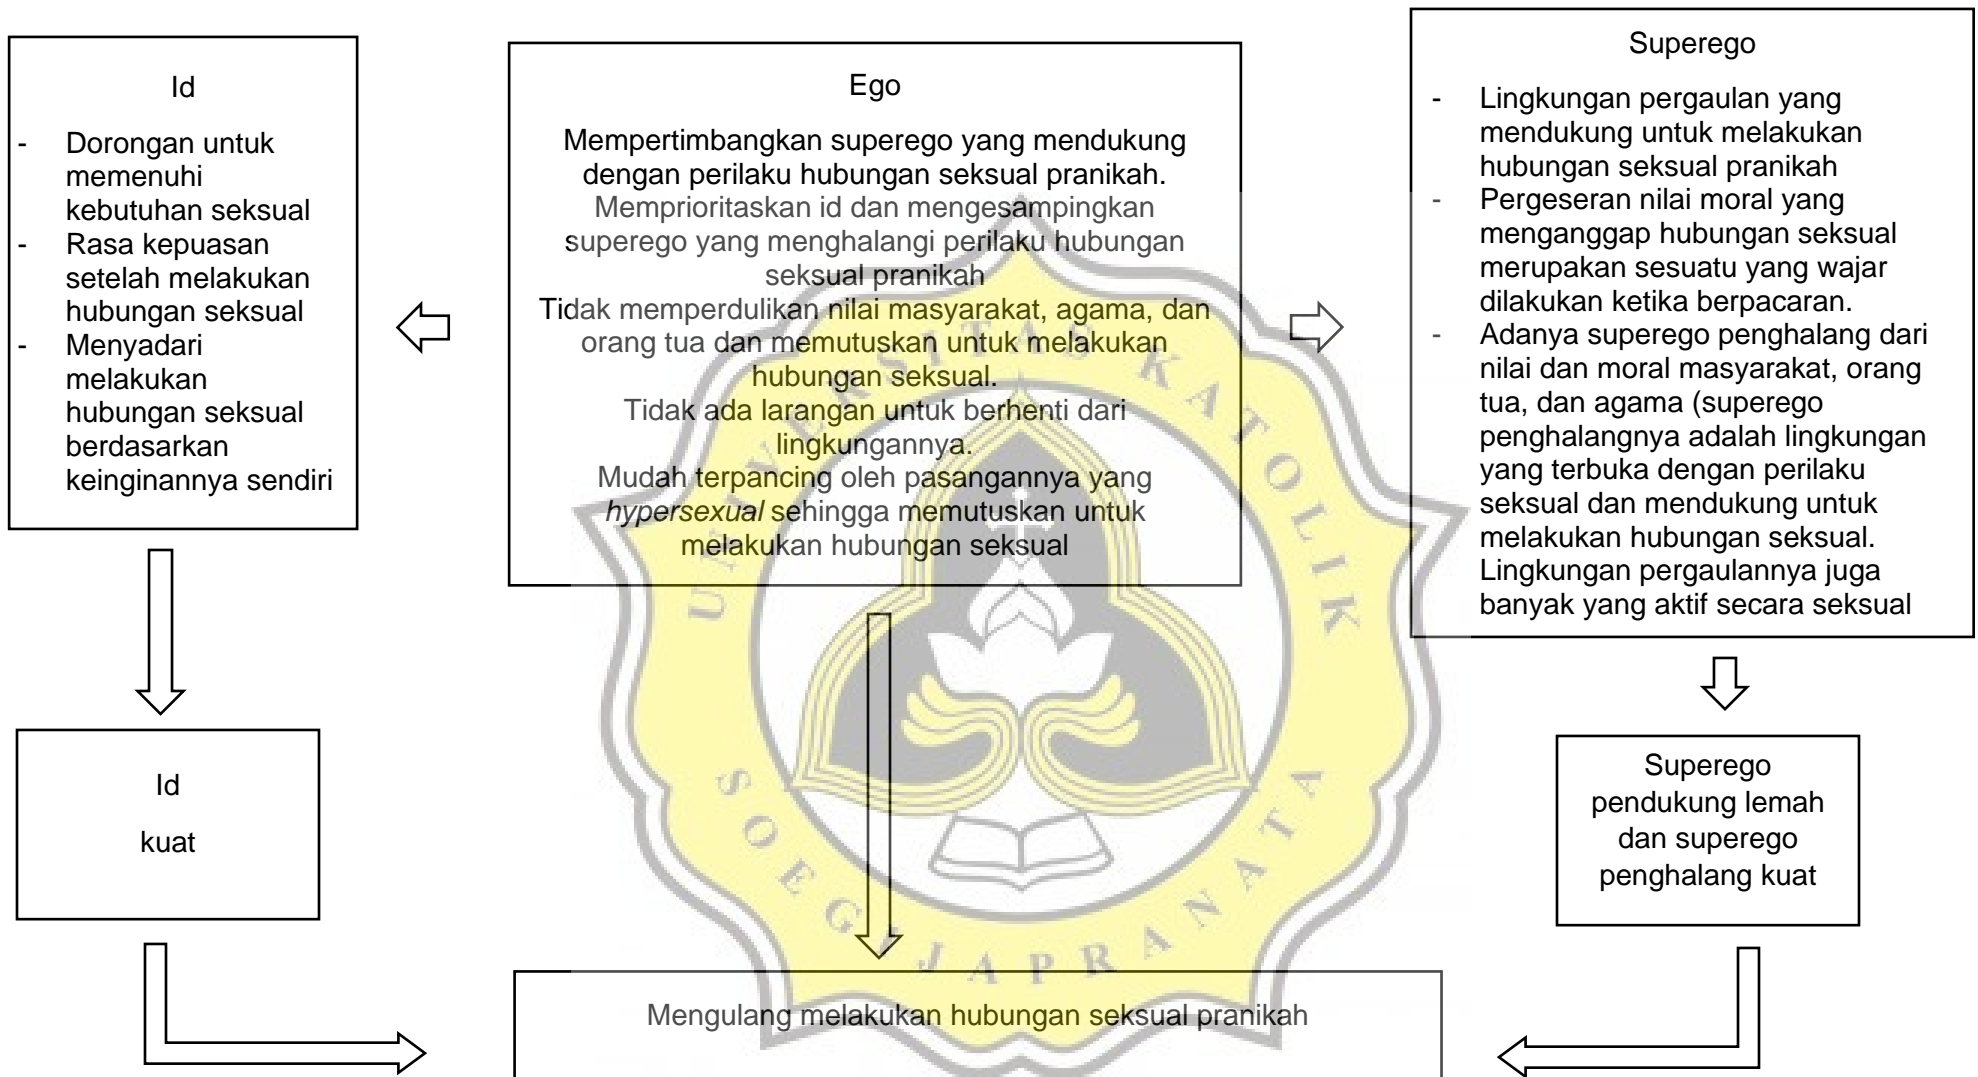 Id
- Dorongan untuk
memenuhi
kebutuhan seksual
- Rasa kepuasan
setelah melakukan
hubungan seksual
- Menyadari
melakukan
hubungan seksual
berdasarkan
keinginannya sendiri
Ego
Mempertimbangkan superego yang mendukung
dengan perilaku hubungan seksual pranikah.
Memprioritaskan id dan mengesampingkan
superego yang menghalangi perilaku hubungan
seksual pranikah
Tidak memperdulikan nilai masyarakat, agama, dan
orang tua dan memutuskan untuk melakukan
hubungan seksual.
Tidak ada larangan untuk berhenti dari
lingkungannya.
Mudah terpancing oleh pasangannya yang
hypersexual sehingga memutuskan untuk
melakukan hubungan seksual
Superego
- Lingkungan pergaulan yang
mendukung untuk melakukan
hubungan seksual pranikah
- Pergeseran nilai moral yang
menganggap hubungan seksual
merupakan sesuatu yang wajar
dilakukan ketika berpacaran.
- Adanya superego penghalang dari
nilai dan moral masyarakat, orang
tua, dan agama (superego
penghalangnya adalah lingkungan
yang terbuka dengan perilaku
seksual dan mendukung untuk
melakukan hubungan seksual.
Lingkungan pergaulannya juga
banyak yang aktif secara seksual
Id
kuat
Superego
pendukung lemah
dan superego
penghalang kuat
Mengulang melakukan hubungan seksual pranikah
UNIVERSITAS KATOLIK
SOEGIJAPRANATA